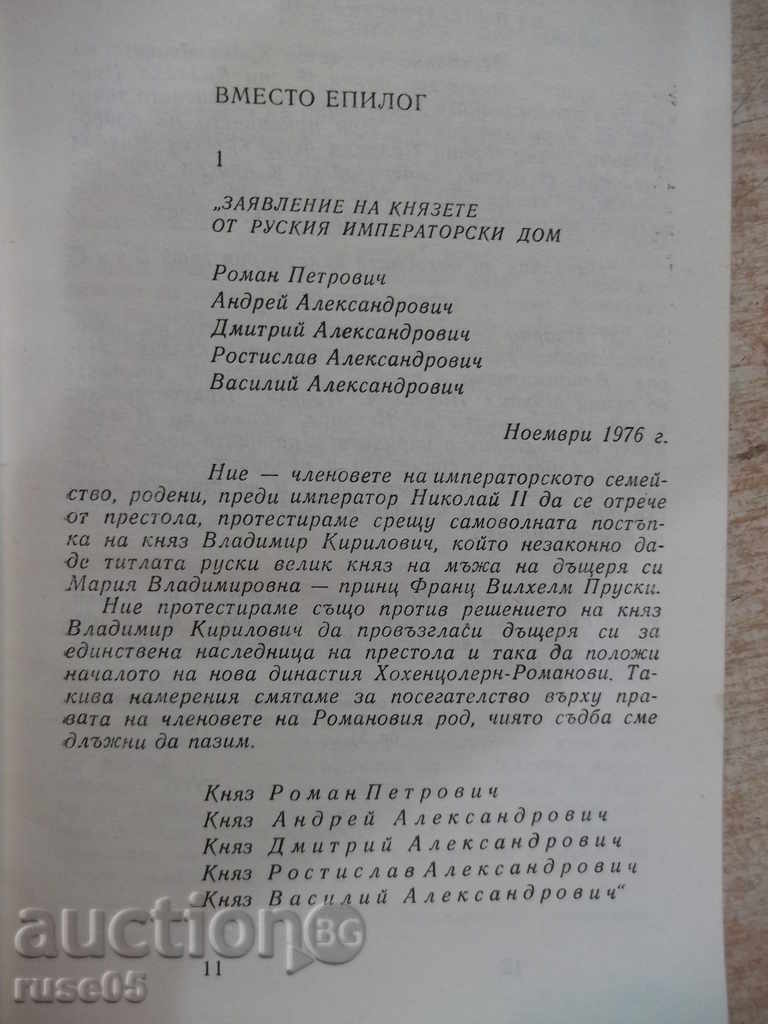 ВМЕСТО ЕПИЛОГ
1
„ЗАЯВЛЕНИЕ НА КНЯЗЕТЕ
ОТ РУСКИЯ ИМПЕРАТОРСКИ ДОМ
Роман Петрович
Андрей Александрович
Дмитрий Александрович
Ростислав Александрович
Василий Александрович
Ноември 1976 г.
Ние — членовете на императорското семей-
ство, родени, преди император Николай II да се отрече
от престола, протестираме срещу самоволната постъп-
ка на княз Владимир Кирилович, който незаконно да-
де титлата руски велик княз на мъжа на дъщеря си
Мария Владимировна — принц Франц Вилхелм Пруски.
Ние протестираме също против решението на княз
Владимир Кирилович да провъзгласи дъщеря си за
единствена наследница на престола и така да положи
началото на нова династия Хохенцолерн-Романови. Та-
кива намерения смятаме за посегателство върху пра-
вата на членовете на Романовия род, чиято съдба сме
длъжни да пазим.
Княз Роман Петрович
Княз Андрей Александрович
Княз Дмитрий Александрович
Княз Ростислав Александрович
Княз Василий Александрович“
auction BG
11
ruse05